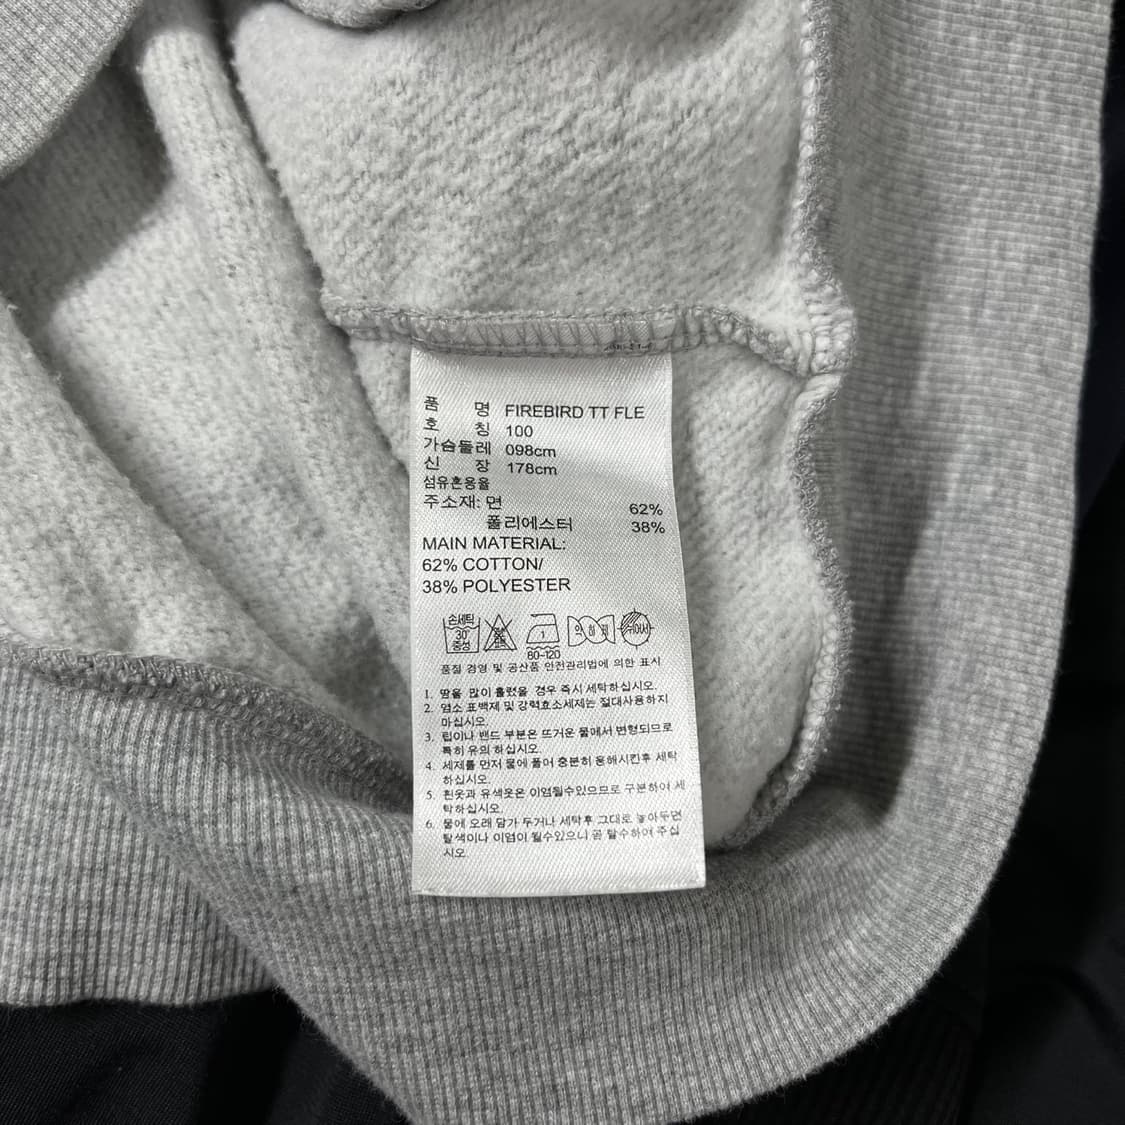 품 명 FIREBIRD TT FLE
호 칭 100
가슴둘레 098cm
신 장 178cm
섬유혼용율
주소재: 면 62%
폴리에스터 38%
MAIN MATERIAL:
62% COTTON/
38% POLYESTER
손세탁 30° 중성 1 80~120 약하게 뉘어서
품질 경영 및 공산품 안전관리법에 의한 표시
1. 땀을 많이 흘렸을 경우 즉시 세탁하십시오.
2. 염소 표백제 및 강력효소세제는 절대사용하지
마십시오.
3. 립이나 밴드 부분은 뜨거운 물에서 변형되므로
특히 유의 하십시오.
4. 세제를 먼저 물에 풀어 충분히 용해시킨후 세탁
하십시오.
5. 흰옷과 유색옷은 이염될수있으므로 구분하여 세
탁하십시오.
6. 물에 오래 담가 두거나 세탁후 그대로 놓아두면
탈색이나 이염이 될수있으니 곧 탈수하여 주십
시오.